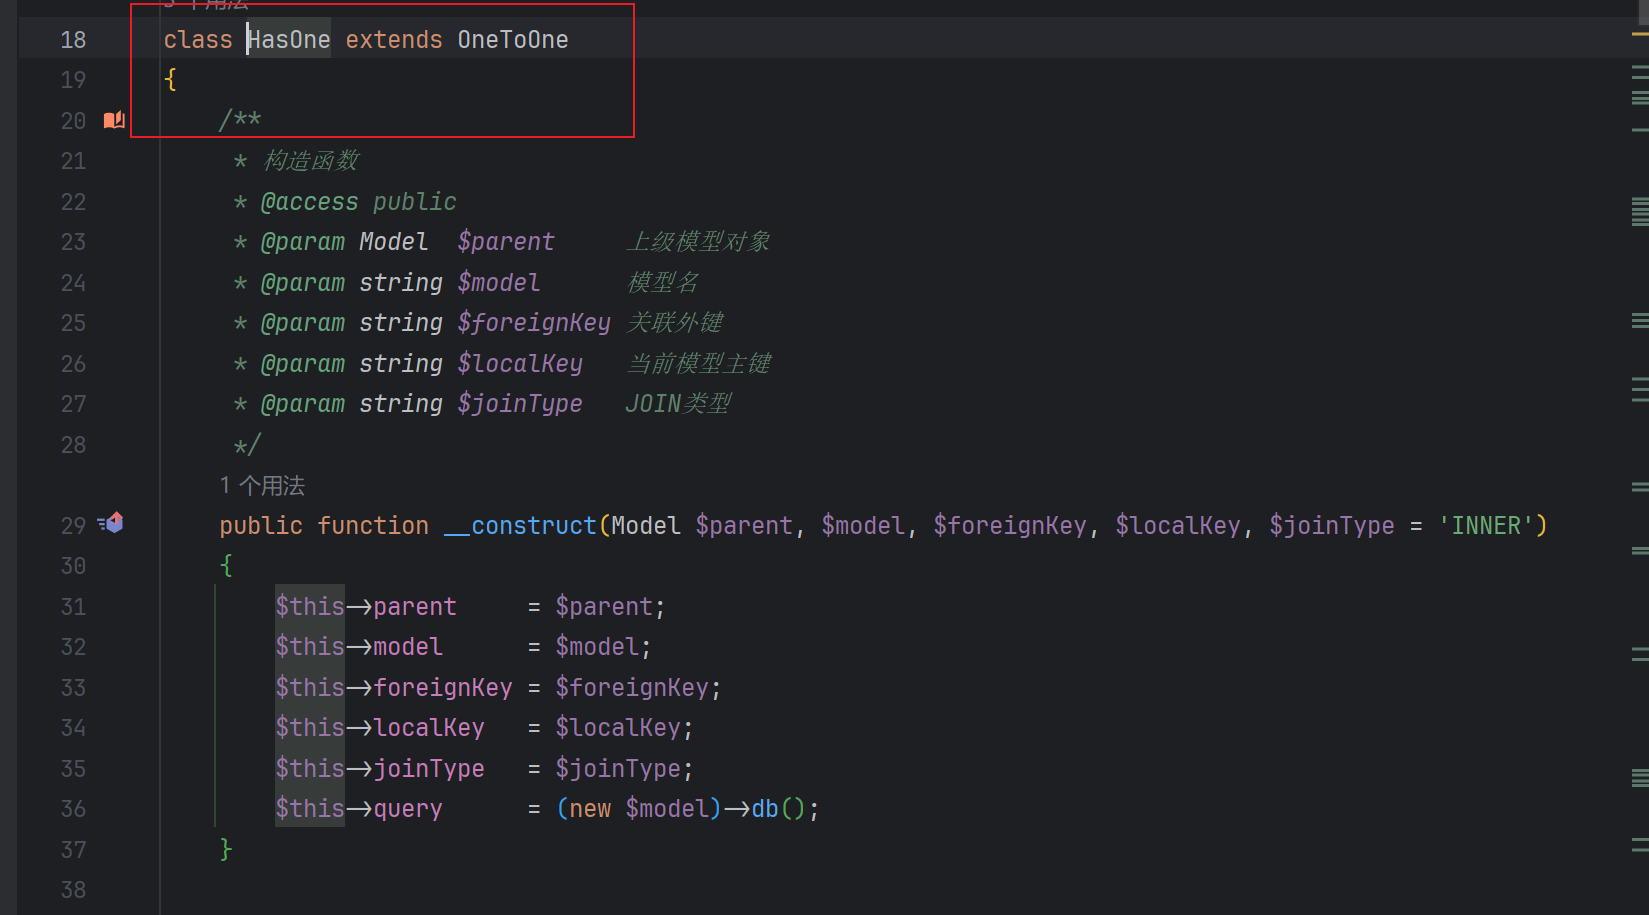 个用法
18 class HasOne extends OneToOne
19 {
20 /**
21 * 构造函数
22 * @access public
23 * @param Model $parent 上级模型对象
24 * @param string $model 模型名
25 * @param string $foreignKey 关联外键
26 * @param string $localKey 当前模型主键
27 * @param string $joinType JOIN类型
28 */
1 个用法
29 public function __construct(Model $parent, $model, $foreignKey, $localKey, $joinType = 'INNER')
30 {
31 $this->parent = $parent;
32 $this->model = $model;
33 $this->foreignKey = $foreignKey;
34 $this->localKey = $localKey;
35 $this->joinType = $joinType;
36 $this->query = (new $model)->db();
37 }
38